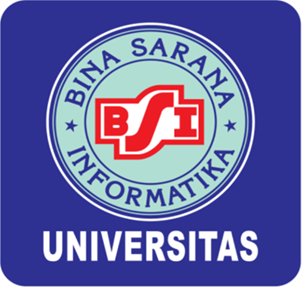 BINA SARANA
BSI
INFORMATIKA
UNIVERSITAS